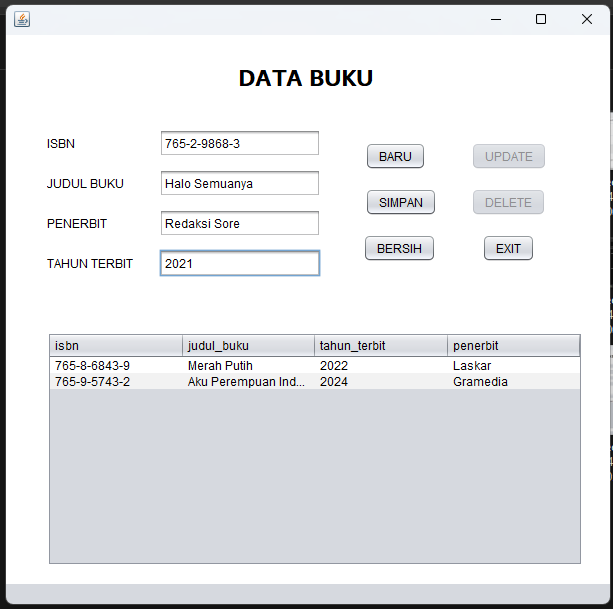 DATA BUKU
ISBN 765-2-9868-3 BARU UPDATE
JUDUL BUKU Halo Semuanya SIMPAN DELETE
PENERBIT Redaksi Sore BERSIH EXIT
TAHUN TERBIT 2021
isbn judul_buku tahun_terbit penerbit
765-8-6843-9 Merah Putih 2022 Laskar
765-9-5743-2 Aku Perempuan Ind... 2024 Gramedia